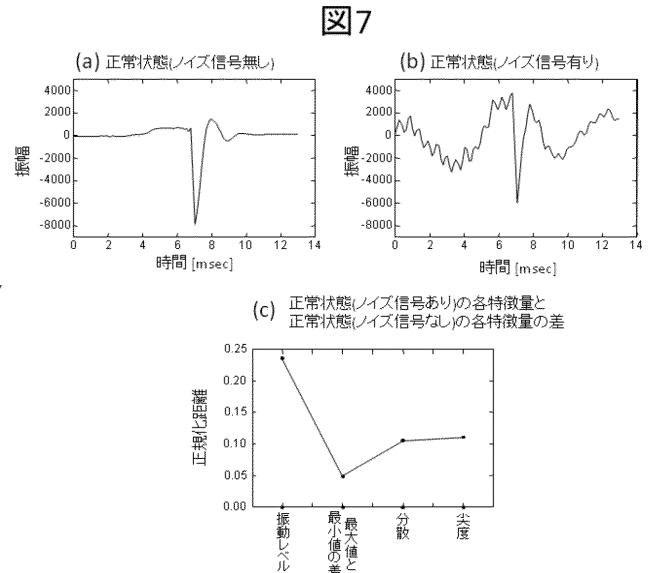 図7
(a) 正常状態(ノイズ信号無し)
4000
2000
0
-2000
-4000
-6000
-8000
振幅
0 2 4 6 8 10 12 14
時間 [msec]
(b) 正常状態(ノイズ信号有り)
4000
2000
0
-2000
-4000
-6000
-8000
振幅
0 2 4 6 8 10 12 14
時間 [msec]
(c) 正常状態(ノイズ信号あり)の各特徴量と
正常状態(ノイズ信号なし)の各特徴量の差
0.25
0.20
0.15
0.10
0.05
0.00
正規化距離
振動レベル
最大値と
最小値の差
分散
尖度